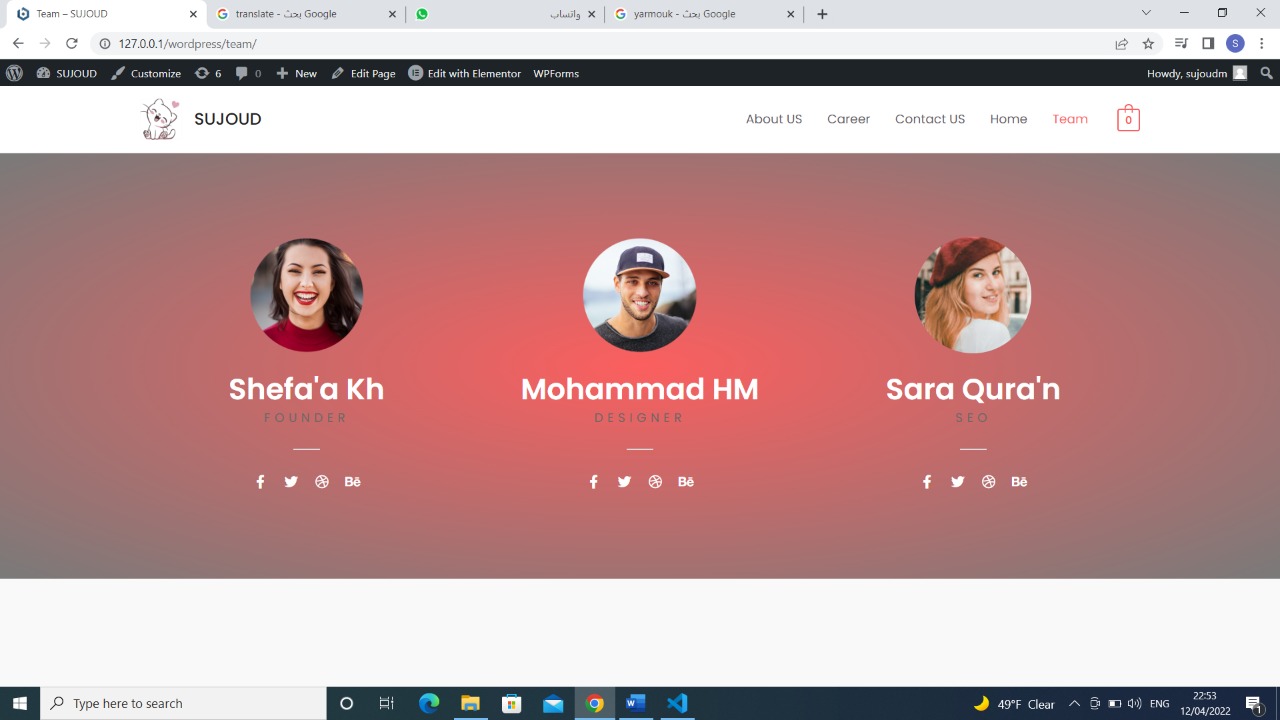 Team – SUJOUD
translate - بحث Google
واتساب
yarmouk - بحث Google
127.0.0.1/wordpress/team/
S
SUJOUD
Customize
6
0
New
Edit Page
Edit with Elementor
WPForms
Howdy, sujoudm
SUJOUD
About US
Career
Contact US
Home
Team
0
Shefa'a Kh
FOUNDER
Bē
Mohammad HM
DESIGNER
Bē
Sara Qura'n
SEO
Bē
Type here to search
49°F Clear
ENG
22:53
12/04/2022
1